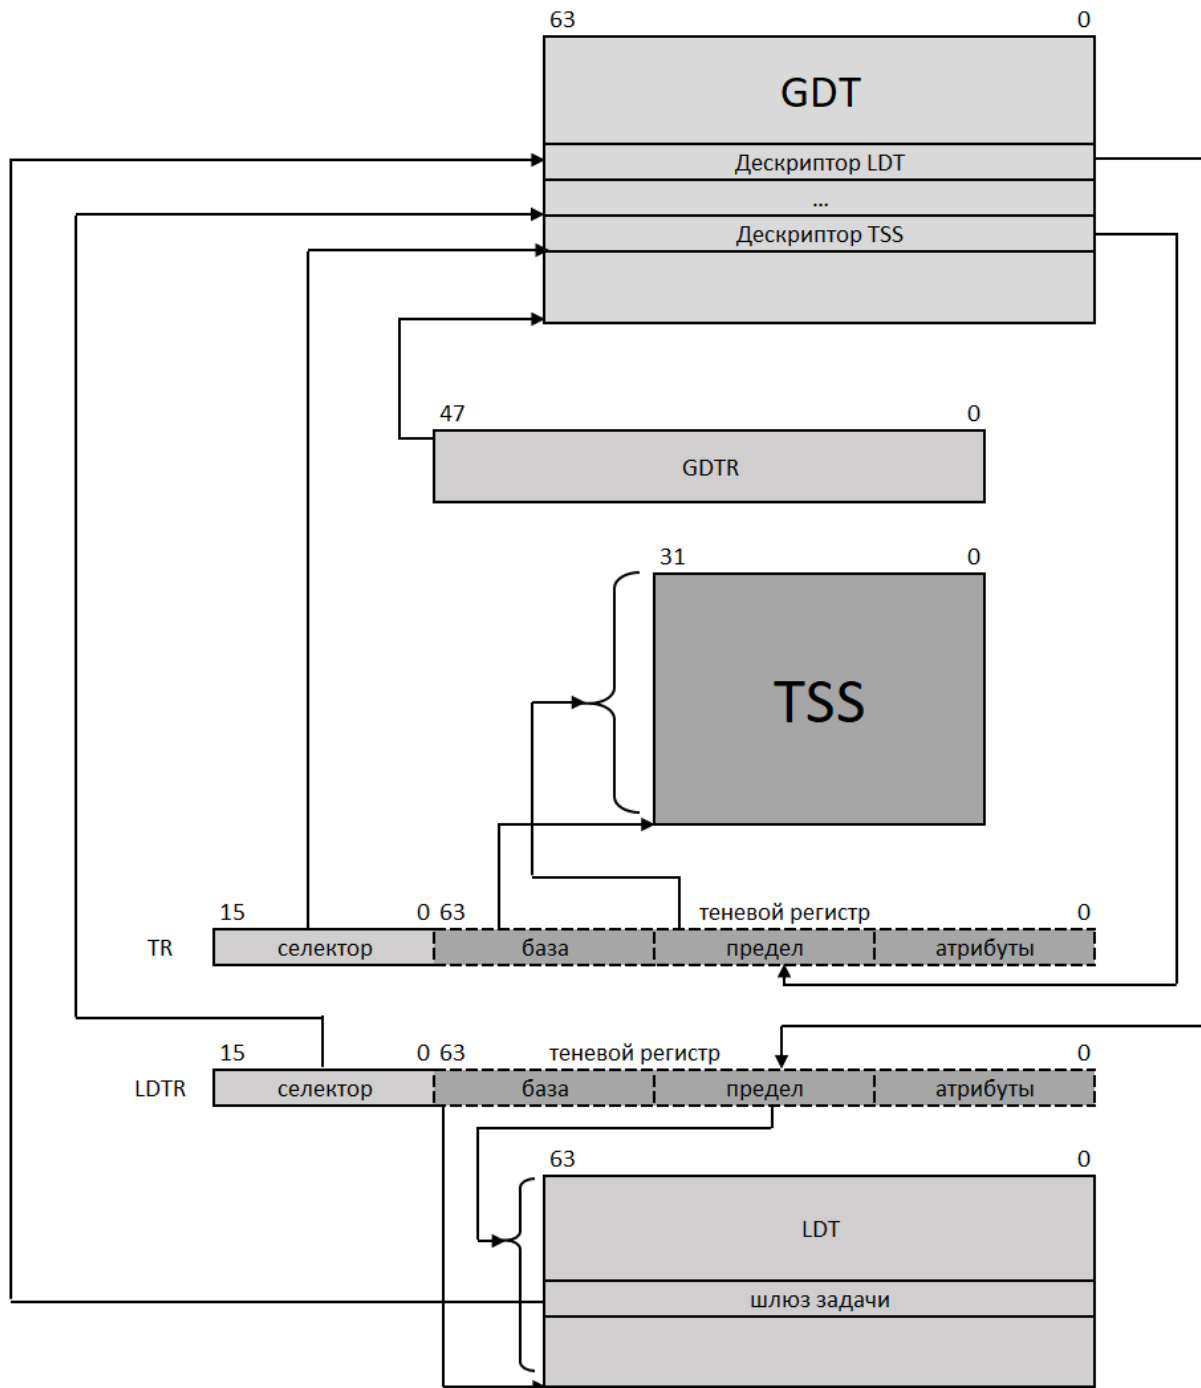 63 0
GDT
Дескриптор LDT
...
Дескриптор TSS
47 0
GDTR
31 0
TSS
15 0 63 теневой регистр 0
TR селектор база предел атрибуты
15 0 63 теневой регистр 0
LDTR селектор база предел атрибуты
63 0
LDT
шлюз задачи